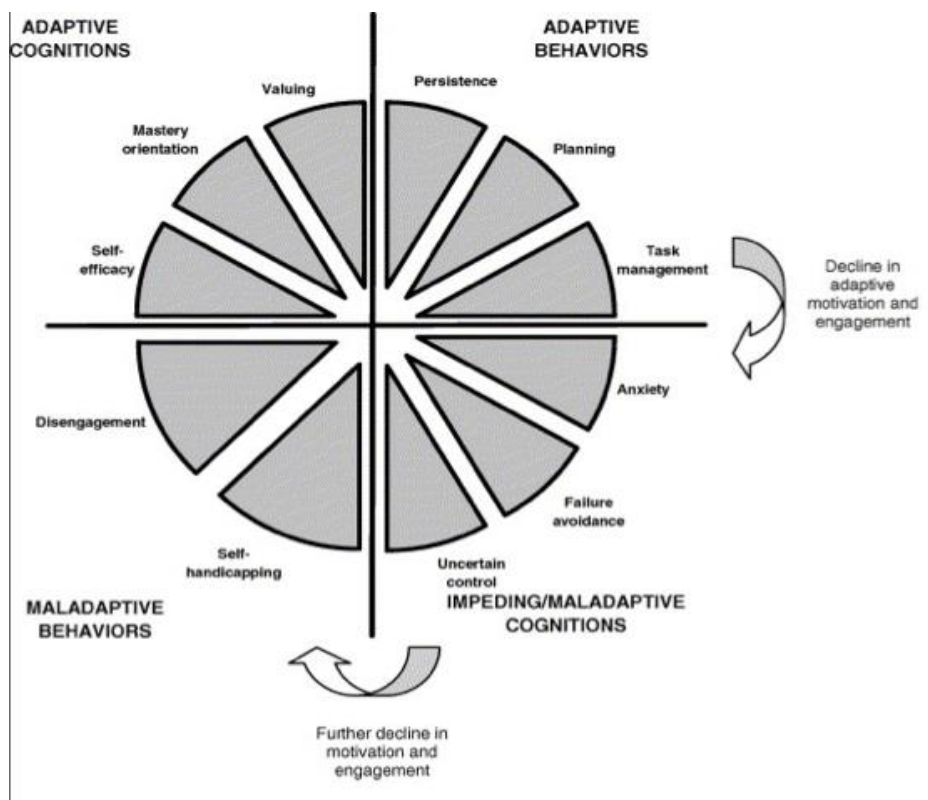 ADAPTIVE
COGNITIONS
ADAPTIVE
BEHAVIORS
Valuing
Persistence
Mastery
orientation
Planning
Self-
efficacy
Task
management
Decline in
adaptive
motivation and
engagement
Disengagement
Anxiety
Failure
avoidance
Self-
handicapping
Uncertain
control
MALADAPTIVE
BEHAVIORS
IMPEDING/MALADAPTIVE
COGNITIONS
Further decline in
motivation and
engagement